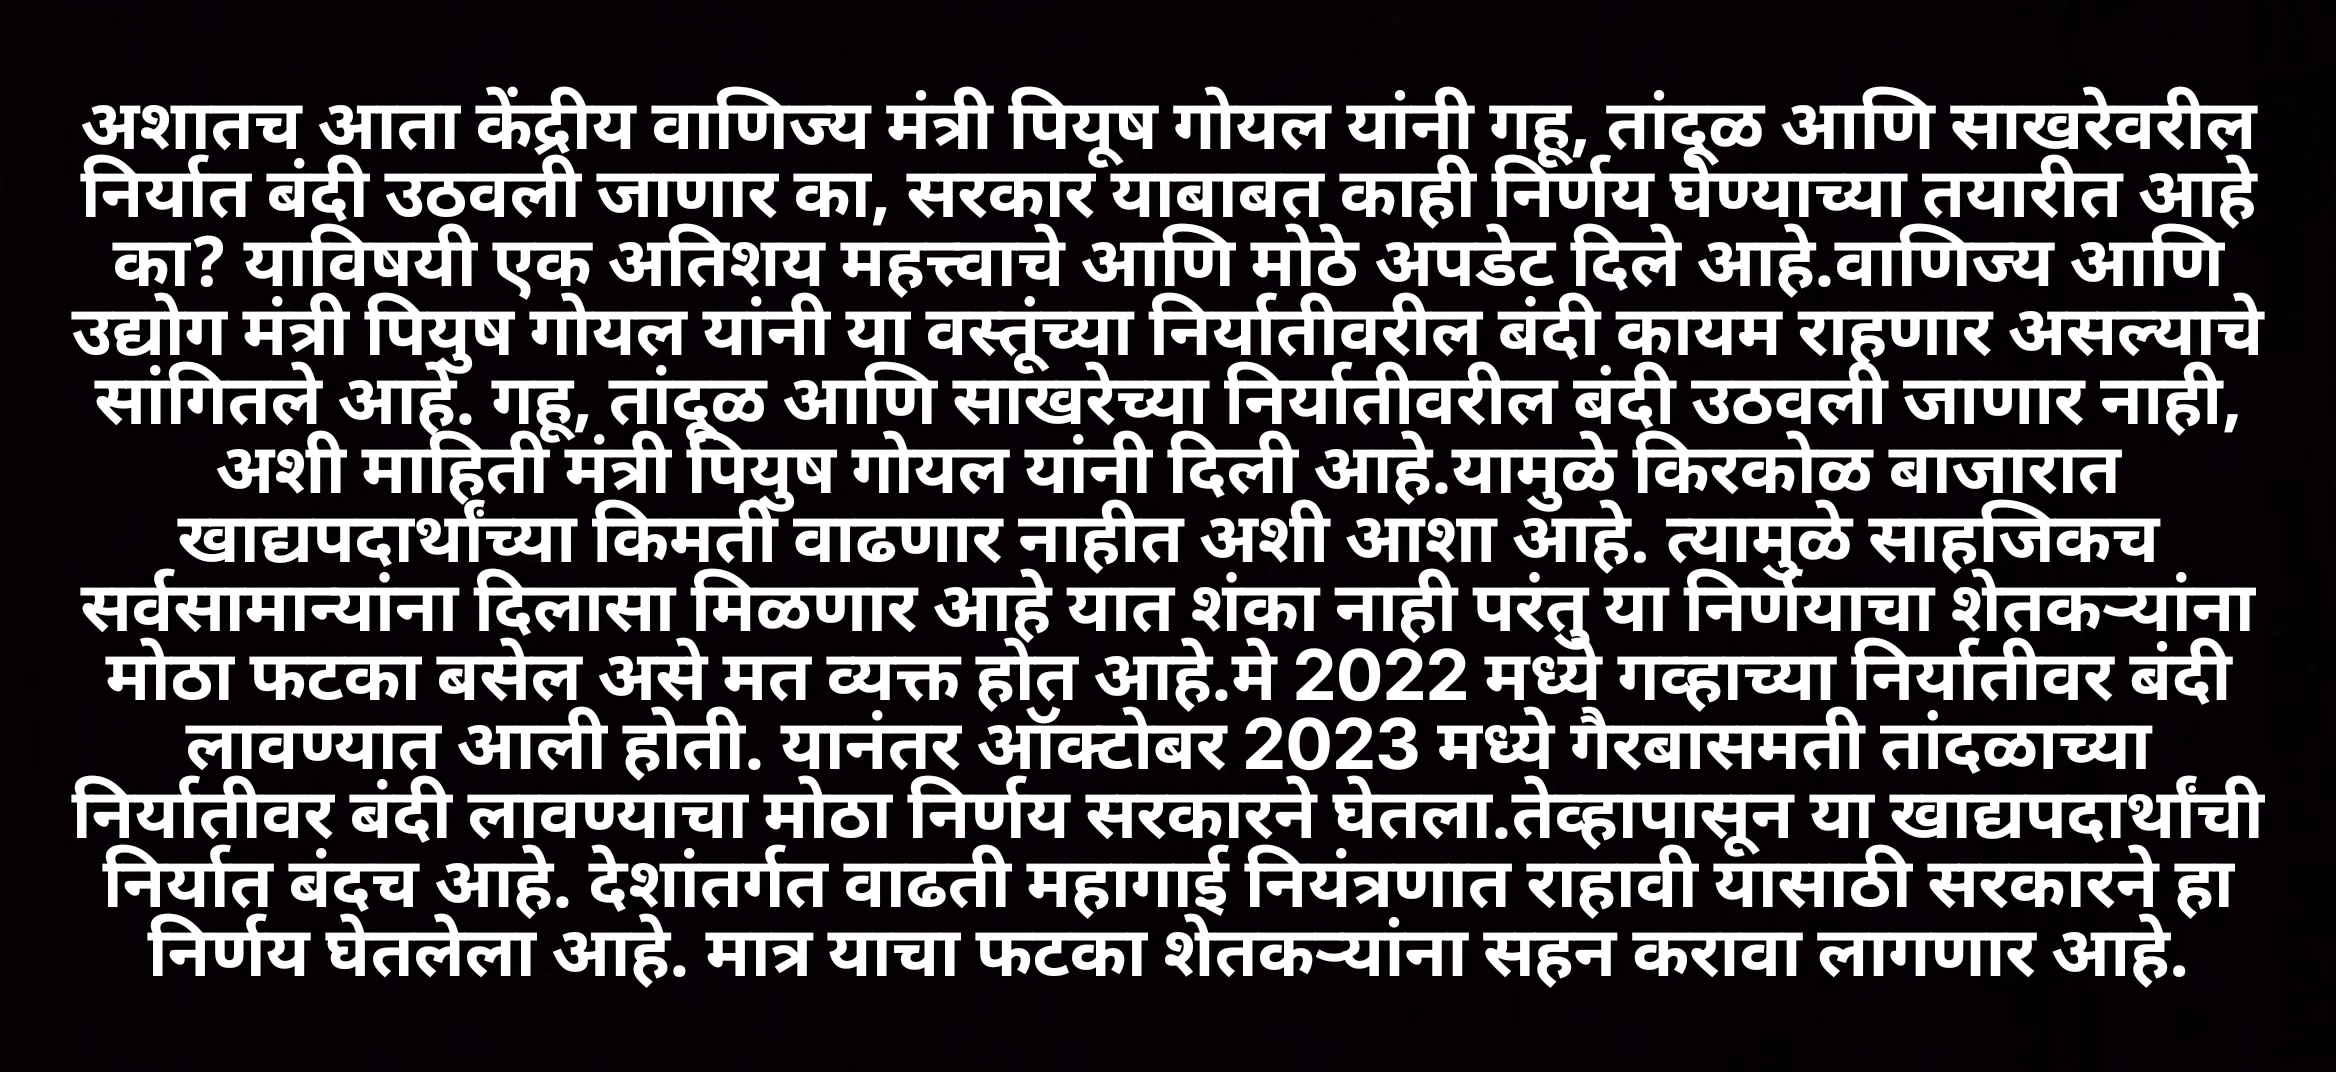 अशातच आता केंद्रीय वाणिज्य मंत्री पियूष गोयल यांनी गहू, तांदूळ आणि साखरेवरील
निर्यात बंदी उठवली जाणार का, सरकार याबाबत काही निर्णय घेण्याच्या तयारीत आहे
का? याविषयी एक अतिशय महत्त्वाचे आणि मोठे अपडेट दिले आहे.वाणिज्य आणि
उद्योग मंत्री पियुष गोयल यांनी या वस्तूंच्या निर्यातीवरील बंदी कायम राहणार असल्याचे
सांगितले आहे. गहू, तांदूळ आणि साखरेच्या निर्यातीवरील बंदी उठवली जाणार नाही,
अशी माहिती मंत्री पियुष गोयल यांनी दिली आहे.यामुळे किरकोळ बाजारात
खाद्यपदार्थांच्या किमती वाढणार नाहीत अशी आशा आहे. त्यामुळे साहजिकच
सर्वसामान्यांना दिलासा मिळणार आहे यात शंका नाही परंतु या निर्णयाचा शेतकऱ्यांना
मोठा फटका बसेल असे मत व्यक्त होत आहे.मे 2022 मध्ये गव्हाच्या निर्यातीवर बंदी
लावण्यात आली होती. यानंतर ऑक्टोबर 2023 मध्ये गैरबासमती तांदळाच्या
निर्यातीवर बंदी लावण्याचा मोठा निर्णय सरकारने घेतला.तेव्हापासून या खाद्यपदार्थांची
निर्यात बंदच आहे. देशांतर्गत वाढती महागाई नियंत्रणात राहावी यासाठी सरकारने हा
निर्णय घेतलेला आहे. मात्र याचा फटका शेतकऱ्यांना सहन करावा लागणार आहे.